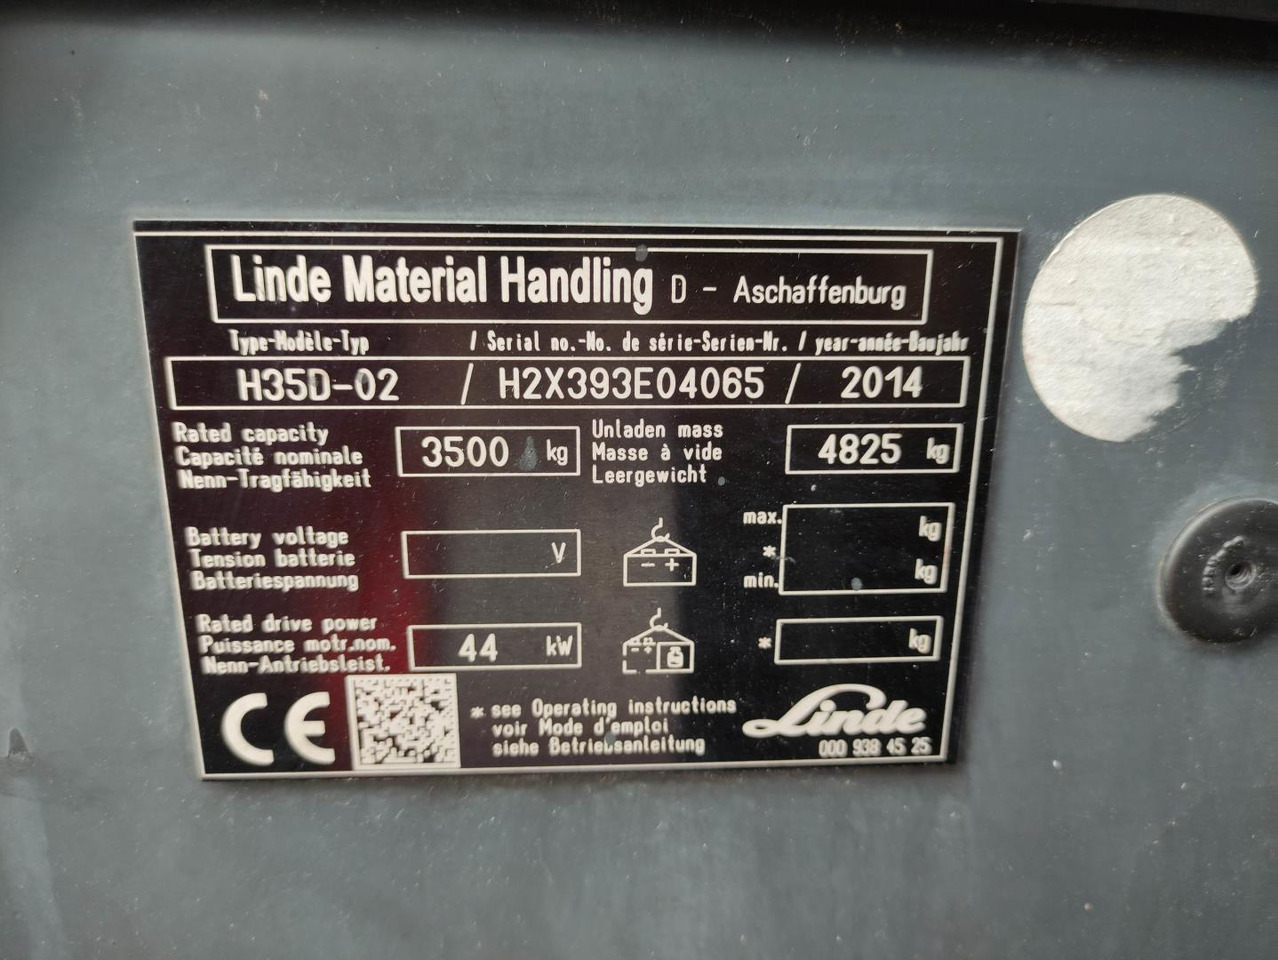 Linde Material Handling D - Aschaffenburg
Type-Modèle-Typ / Serial no.-No. de série-Serien-Nr. / year-année-Baujahr
H35D-02 / H2X393E04065 / 2014
Rated capacity
Capacité nominale
Nenn-Tragfähigkeit
3500 kg
Unladen mass
Masse à vide
Leergewicht
4825 kg
Battery voltage
Tension batterie
Batteriespannung
V
- +
max.
*
min.
kg
kg
Rated drive power
Puissance motr.nom.
Nenn-Antriebsleist.
44 kW
- +
*
kg
CE
* see Operating instructions
voir Mode d'emploi
siehe Betriebsanleitung
Linde
000 938 45 25